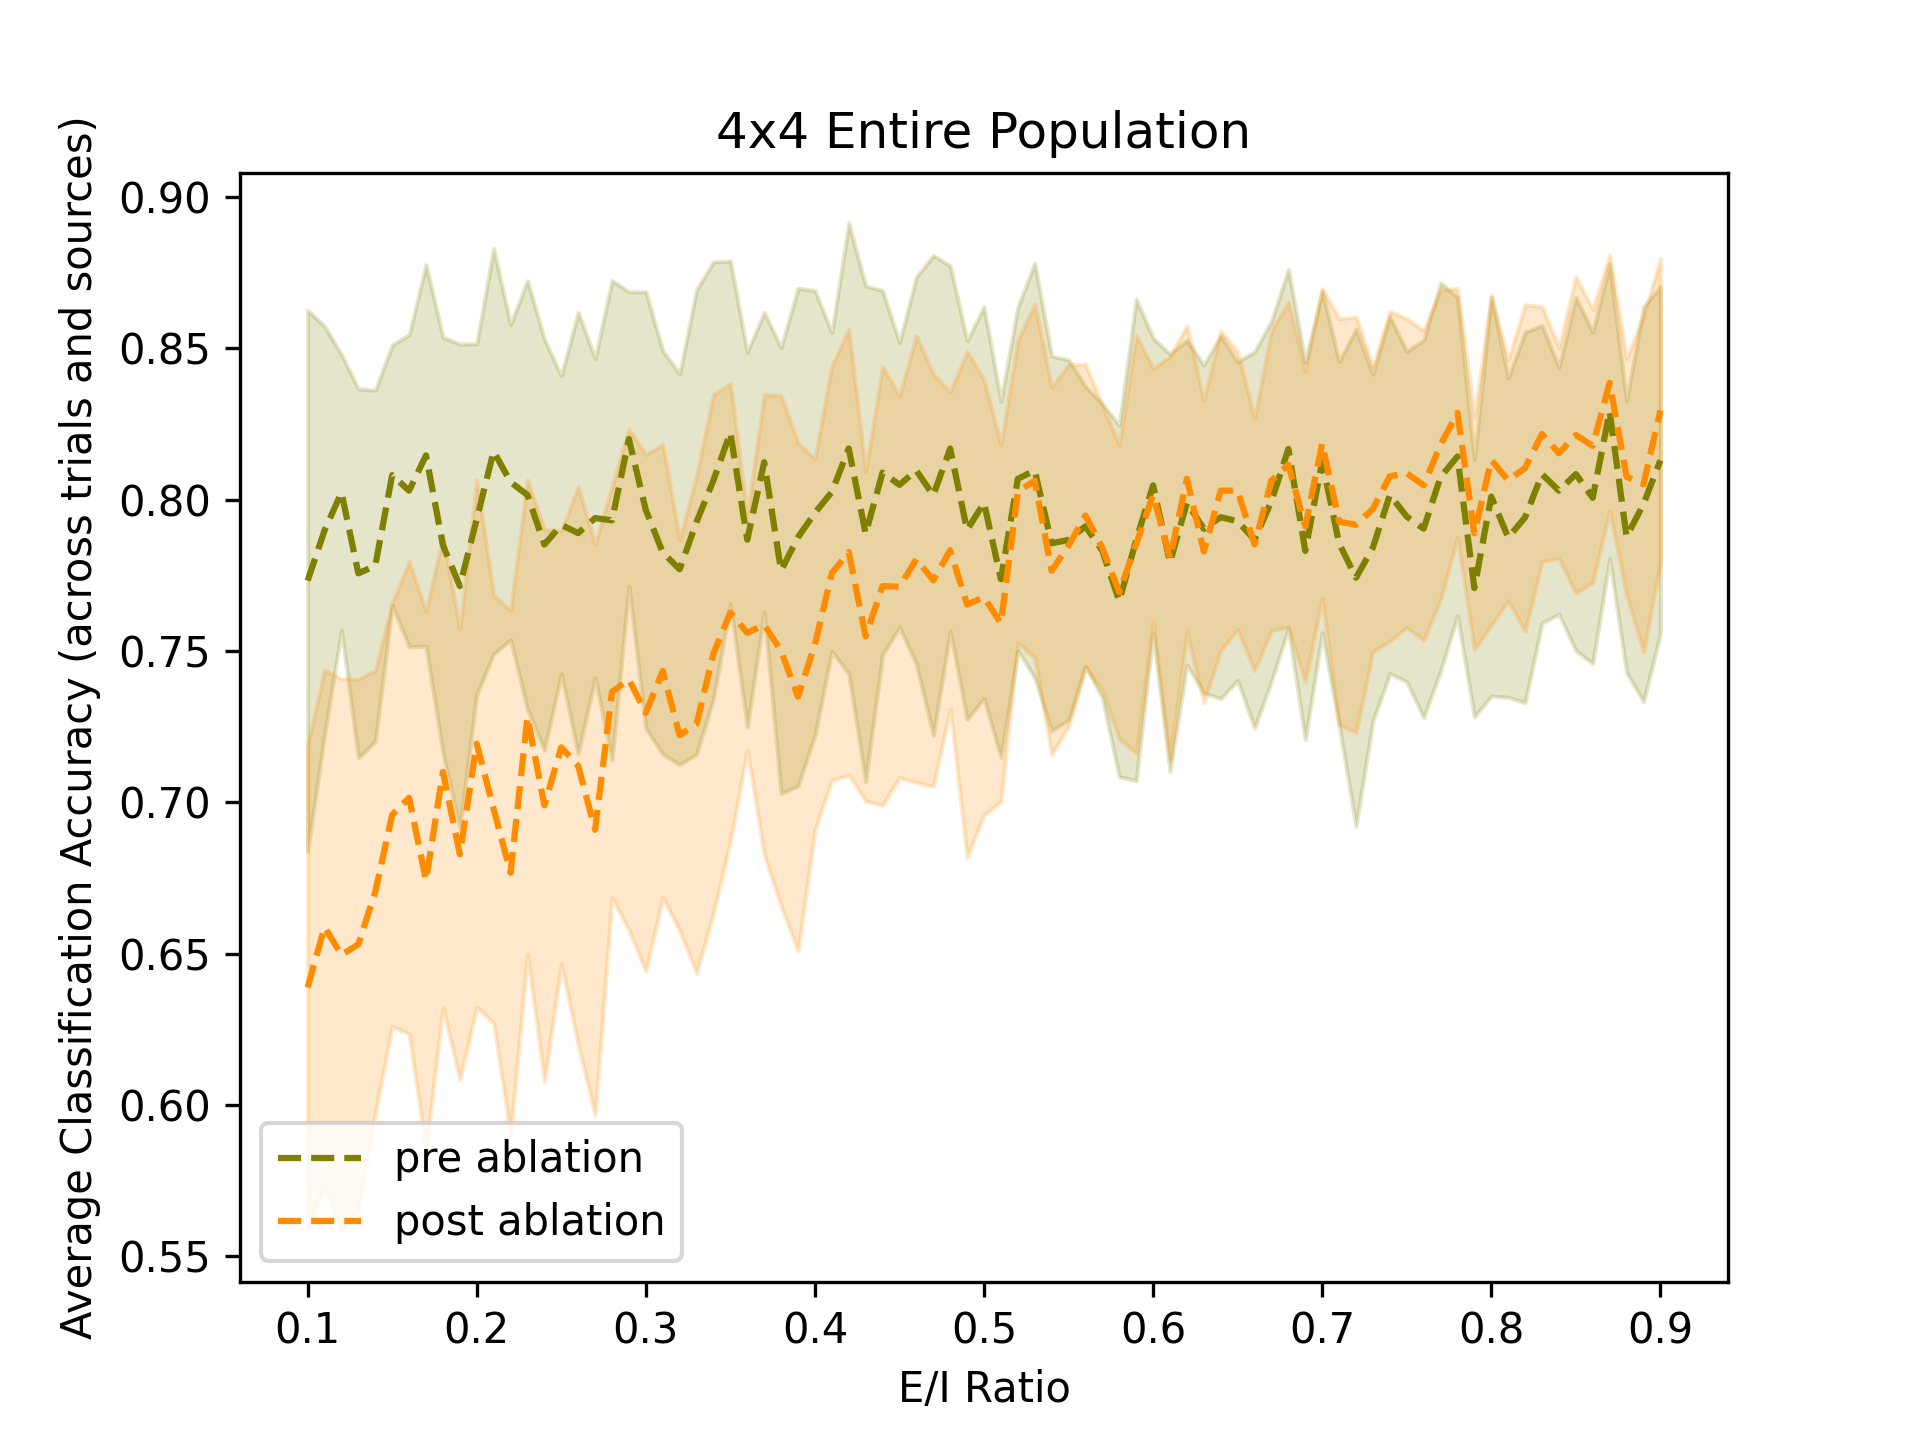 4x4 Entire Population
Average Classification Accuracy (across trials and sources)
0.90
0.85
0.80
0.75
0.70
0.65
0.60
0.55
pre ablation
post ablation
0.1 0.2 0.3 0.4 0.5 0.6 0.7 0.8 0.9
E/I Ratio